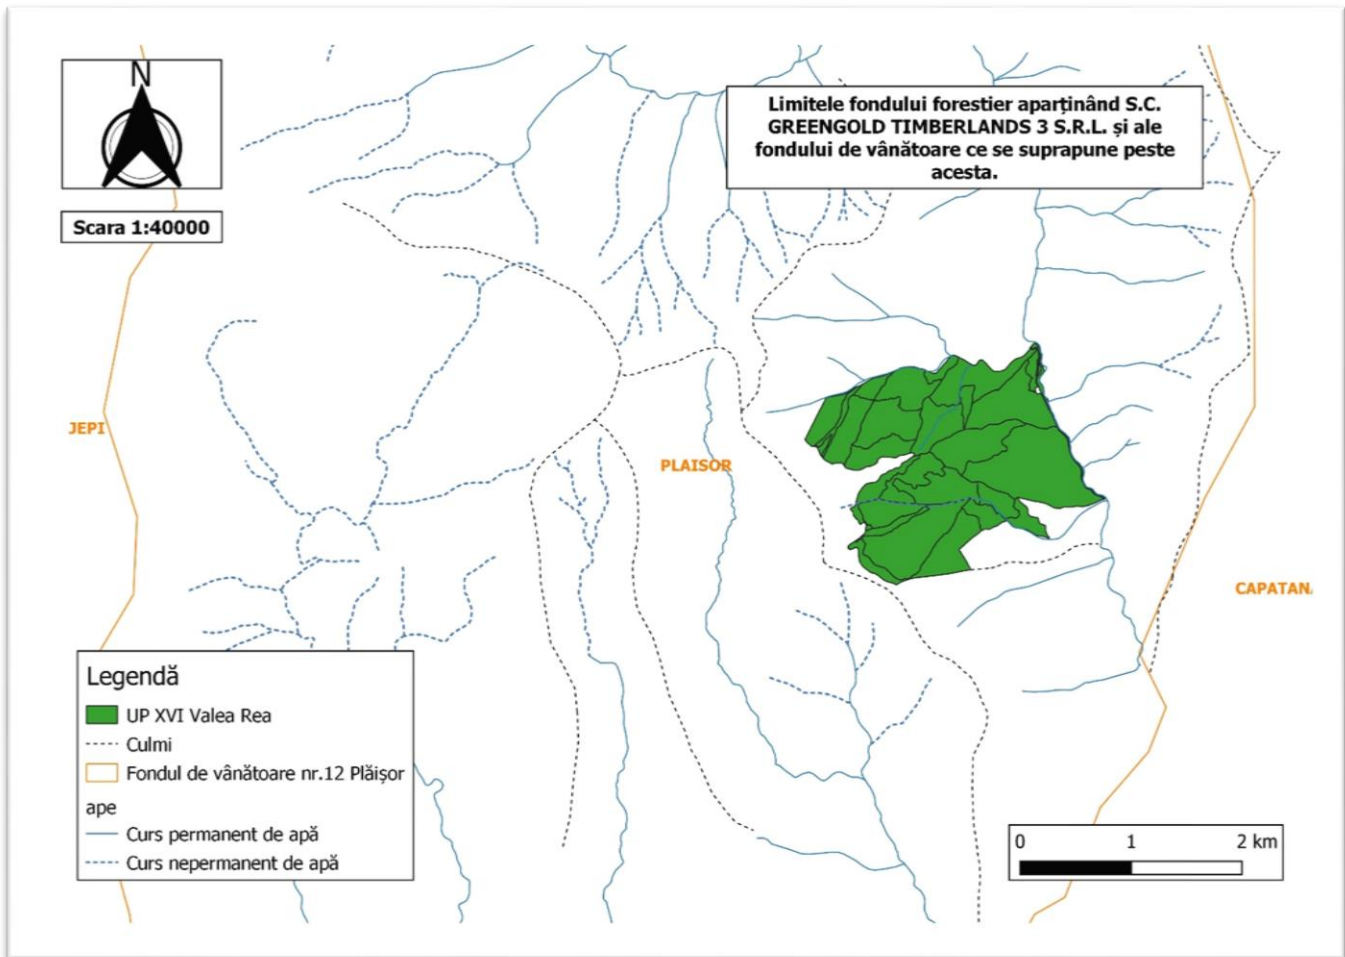 N
Scara 1:40000
Limitele fondului forestier aparținând S.C.
GREENGOLD TIMBERLANDS 3 S.R.L. și ale
fondului de vânătoare ce se suprapune peste
acesta.
JEPI
PLAISOR
CAPATAN
Legendă
UP XVI Valea Rea
Culmi
Fondul de vânătoare nr.12 Plăișor
ape
Curs permanent de apă
Curs nepermanent de apă
0 1 2 km